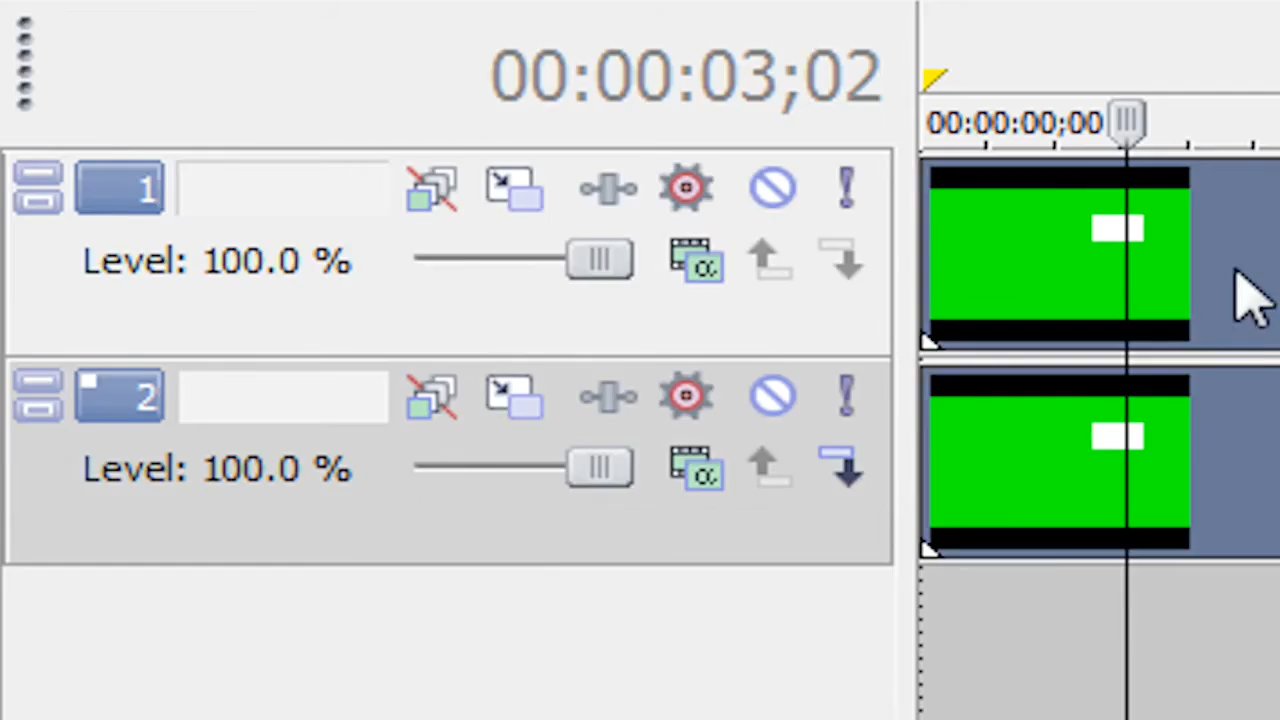 00:00:03;02
00:00:00;00
1
Level: 100.0 %
α
2
Level: 100.0 %
α